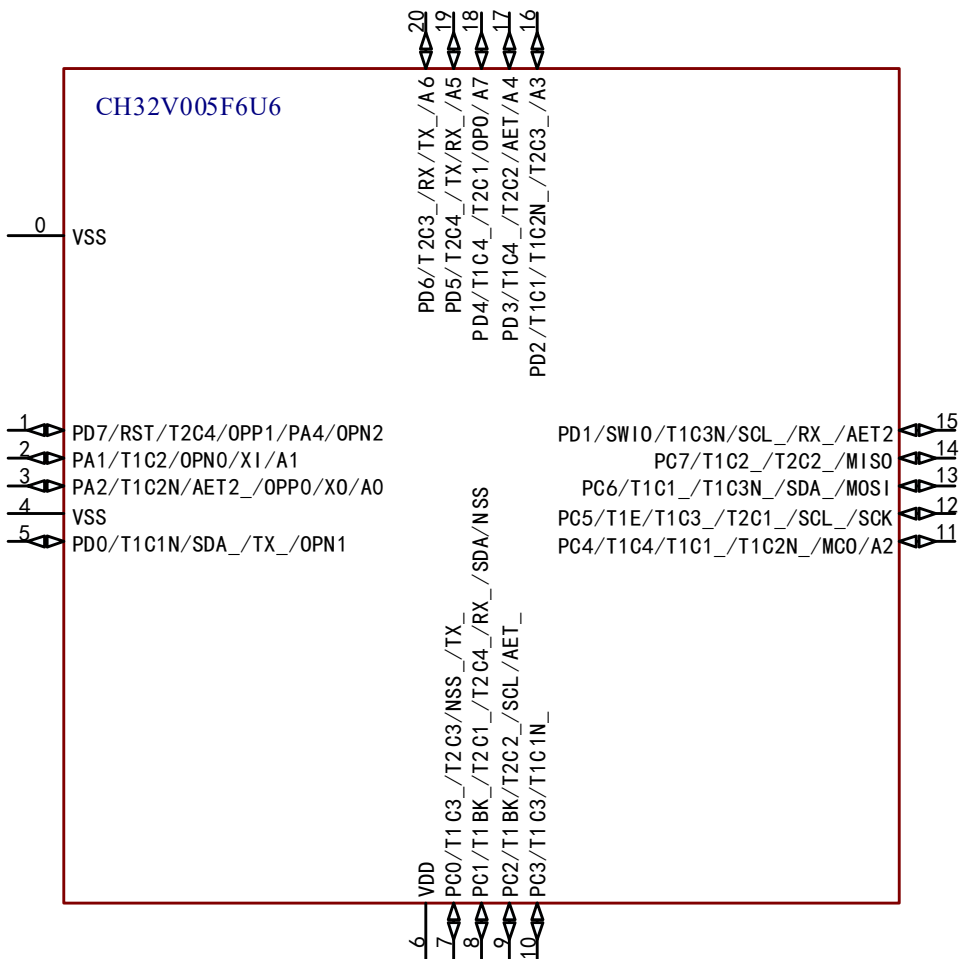 20
19
18
17
16
PD6/T2C3_/RX/TX_/A6
PD5/T2C4_/TX/RX_/A5
PD4/T1C4_/T2C1/OPO/A7
PD3/T1C4_/T2C2/AET/A4
PD2/T1C1/T1C2N_/T2C3_/A3
CH32V005F6U6
0
VSS
1
PD7/RST/T2C4/OPP1/PA4/OPN2
2
PA1/T1C2/OPN0/XI/A1
3
PA2/T1C2N/AET2_/OPP0/XO/A0
4
VSS
5
PD0/T1C1N/SDA_/TX_/OPN1
PD1/SWIO/T1C3N/SCL_/RX_/AET2
15
PC7/T1C2_/T2C2_/MISO
14
PC6/T1C1_/T1C3N_/SDA_/MOSI
13
PC5/T1E/T1C3_/T2C1_/SCL_/SCK
12
PC4/T1C4/T1C1_/T1C2N_/MCO/A2
11
VDD
PC0/T1C3_/T2C3/NSS_/TX_
PC1/T1BK_/T2C1_/T2C4_/RX_/SDA/NSS
PC2/T1BK/T2C2_/SCL/AET_
PC3/T1C3/T1C1N_
6
7
8
9
10